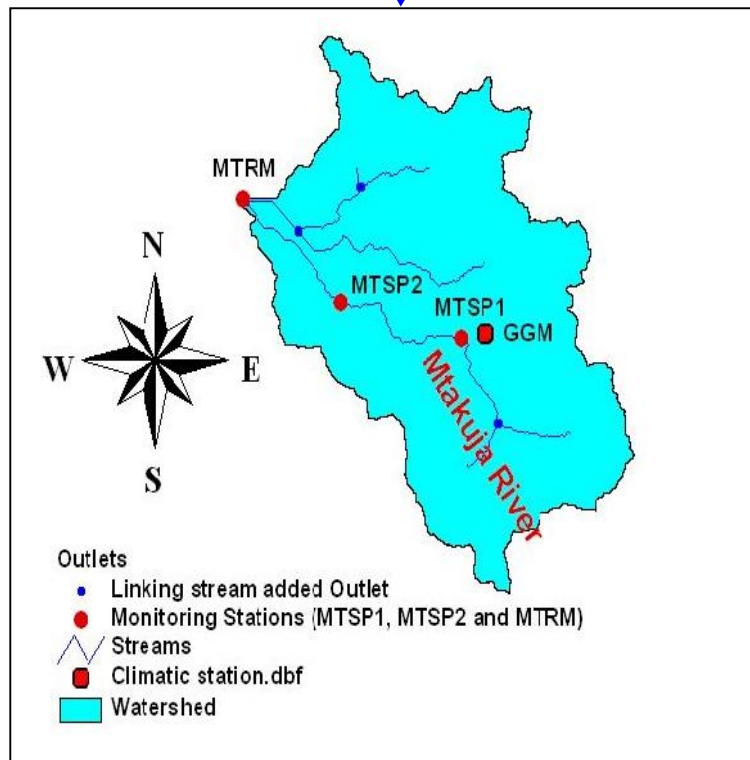 MTRM
N
MTSP2
MTSP1
GGM
W
E
S
Mtakuja River
Outlets
Linking stream added Outlet
Monitoring Stations (MTSP1, MTSP2 and MTRM)
Streams
Climatic station.dbf
Watershed